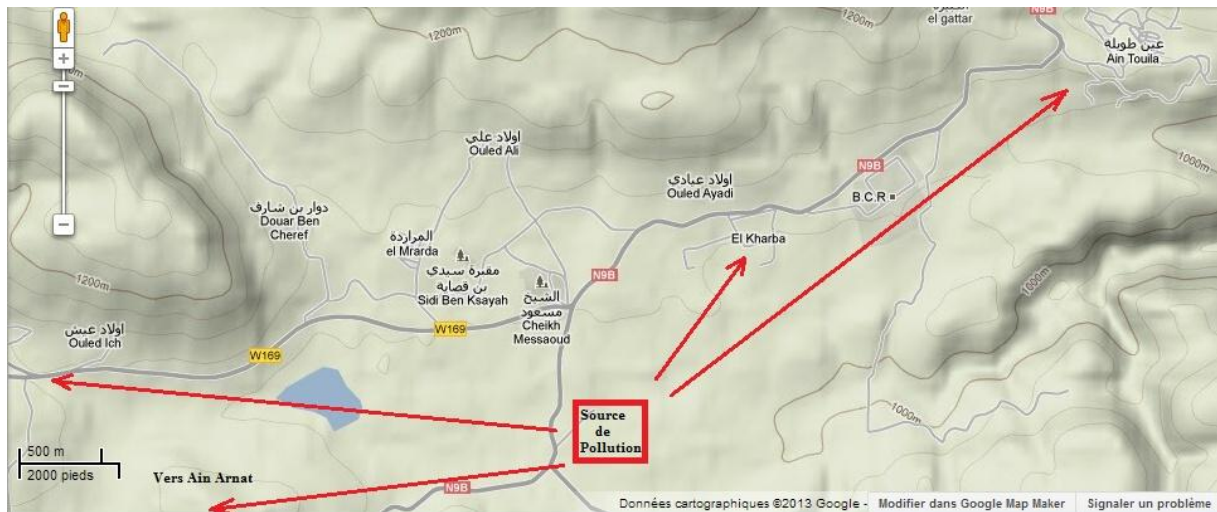 el gattar
N9B
1200m
عين طويلة
Ain Touila
اولاد علي
Ouled Ali
1000m
N9B
اولاد عيادي
Ouled Ayadi
B.C.R
دوار بن شارف
Douar Ben
Cheref
المراردة
el Mrarda
El Kharba
مقبرة سيدي
بن قصاية
Sidi Ben Ksayah
N9B
1200m
1000m
الشيخ
مسعود
Cheikh
Messaoud
اولاد عيش
Ouled Ich
W169
W169
1000m
Source
de
Pollution
500 m
2000 pieds
Vers Ain Arnat
N9B
Données cartographiques ©2013 Google -
Modifier dans Google Map Maker
Signaler un problème